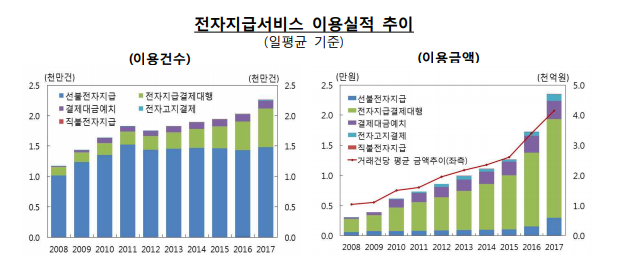 전자지급서비스 이용실적 추이
(일평균 기준)
(이용건수)
(천만건) (천만건)
선불전자지급 전자지급결제대행
결제대금예치 전자고지결제
직불전자지급
2.5 2.5
2.0 2.0
1.5 1.5
1.0 1.0
0.5 0.5
0.0 0.0
2008 2009 2010 2011 2012 2013 2014 2015 2016 2017
(이용금액)
(만원) (천억원)
선불전자지급
전자지급결제대행
결제대금예치
전자고지결제
직불전자지급
거래건당 평균 금액추이(좌측)
2.5 5.0
2.0 4.0
1.5 3.0
1.0 2.0
0.5 1.0
0.0 0.0
2008 2009 2010 2011 2012 2013 2014 2015 2016 2017